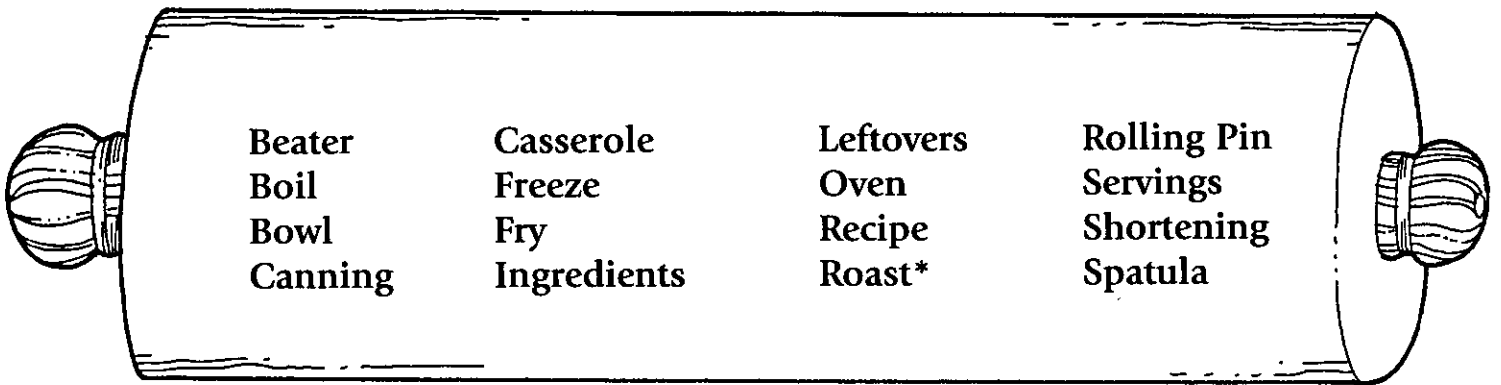 Beater Casserole Leftovers Rolling Pin
Boil Freeze Oven Servings
Bowl Fry Recipe Shortening
Canning Ingredients Roast* Spatula